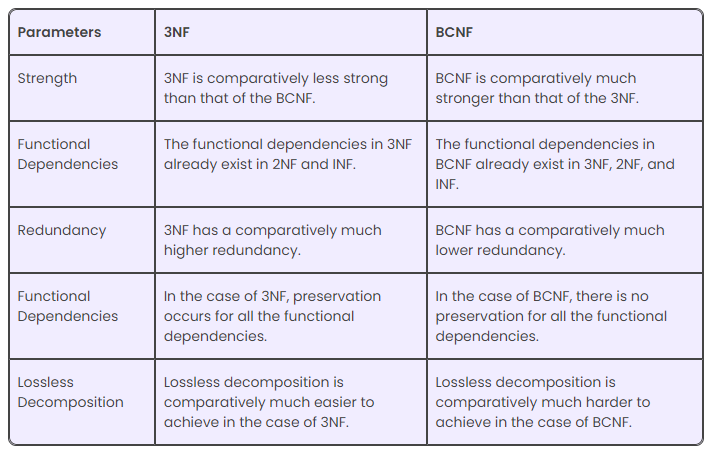 Parameters
3NF
BCNF
Strength
3NF is comparatively less strong
than that of the BCNF.
BCNF is comparatively much
stronger than that of the 3NF.
Functional
Dependencies
The functional dependencies in 3NF
already exist in 2NF and INF.
The functional dependencies in
BCNF already exist in 3NF, 2NF, and
INF.
Redundancy
3NF has a comparatively much
higher redundancy.
BCNF has a comparatively much
lower redundancy.
Functional
Dependencies
In the case of 3NF, preservation
occurs for all the functional
dependencies.
In the case of BCNF, there is no
preservation for all the functional
dependencies.
Lossless
Decomposition
Lossless decomposition is
comparatively much easier to
achieve in the case of 3NF.
Lossless decomposition is
comparatively much harder to
achieve in the case of BCNF.